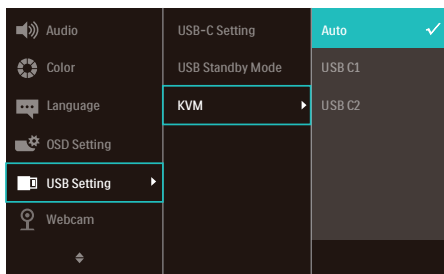 Audio
Color
Language
OSD Setting
USB Setting
Webcam
USB-C Setting
USB Standby Mode
KVM
Auto
USB C1
USB C2